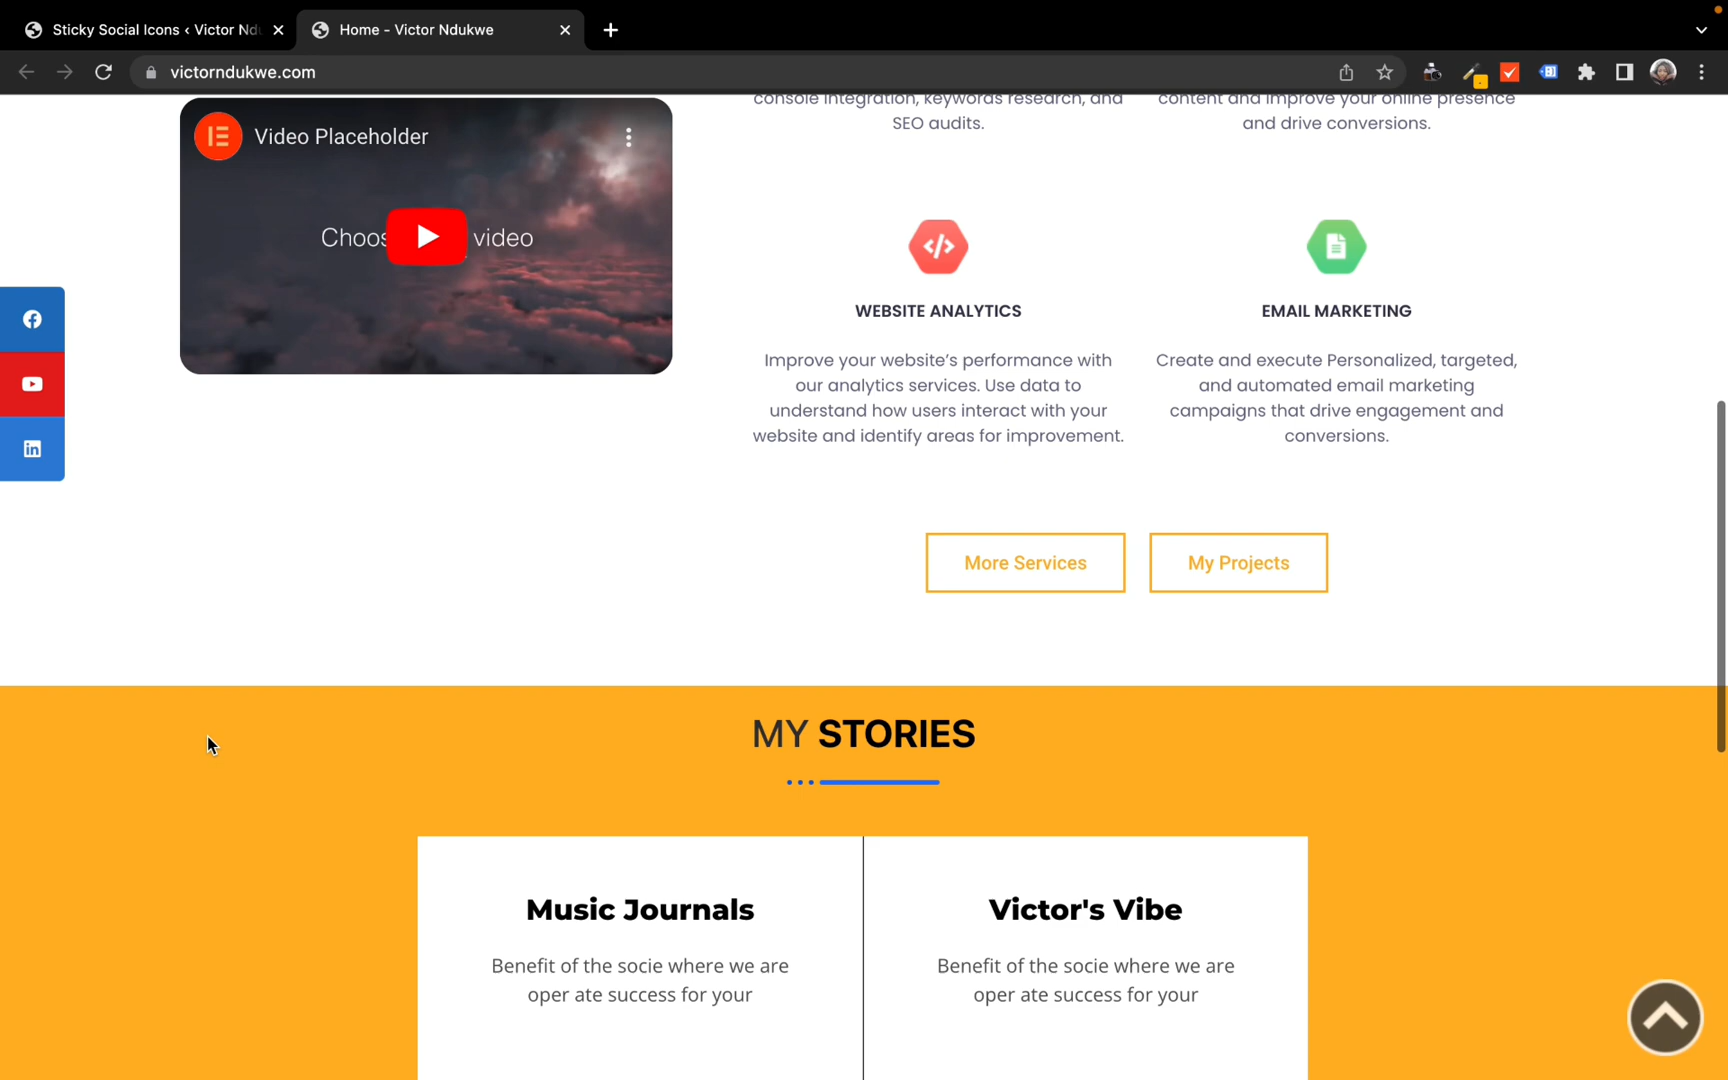 Sticky Social Icons ‹ Victor Ndu
Home - Victor Ndukwe
victorndukwe.com
Video Placeholder
Choos video
console integration, keywords research, and
SEO audits.
content and improve your online presence
and drive conversions.
WEBSITE ANALYTICS
Improve your website’s performance with
our analytics services. Use data to
understand how users interact with your
website and identify areas for improvement.
EMAIL MARKETING
Create and execute Personalized, targeted,
and automated email marketing
campaigns that drive engagement and
conversions.
More Services
My Projects
MY STORIES
Music Journals
Benefit of the socie where we are
oper ate success for your
Victor's Vibe
Benefit of the socie where we are
oper ate success for your